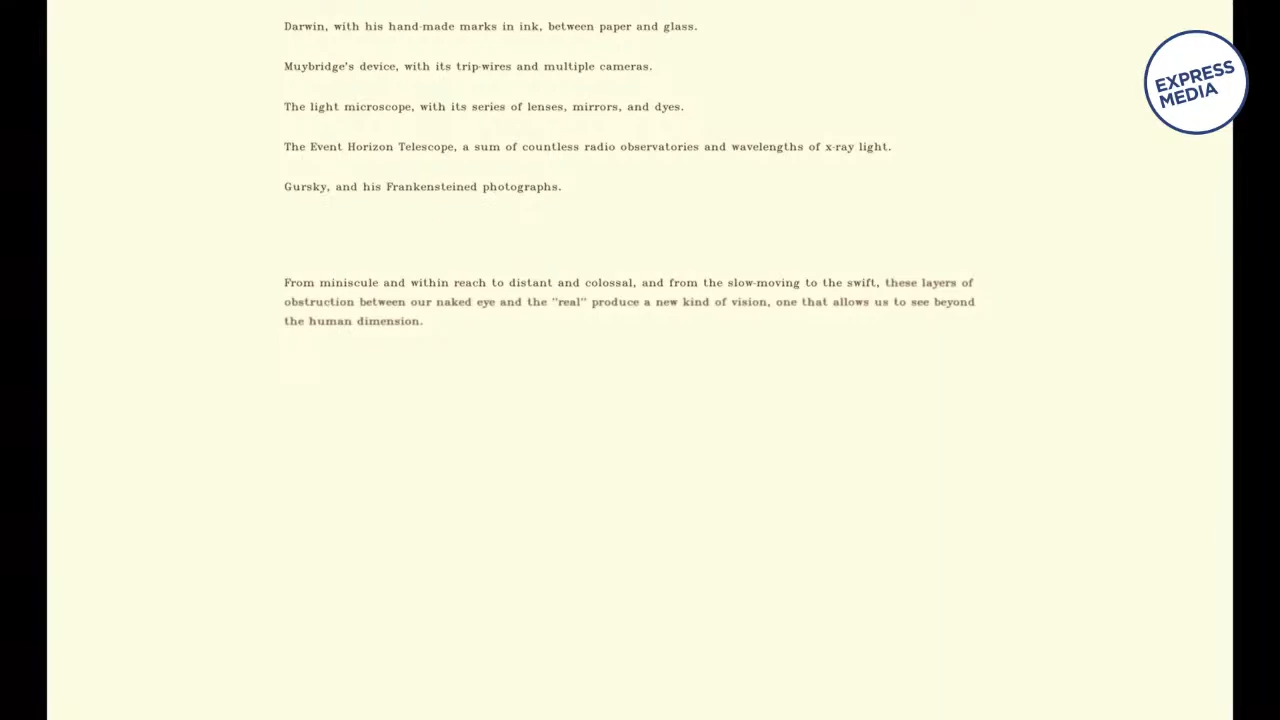 Darwin, with his hand-made marks in ink, between paper and glass.
Muybridge's device, with its trip-wires and multiple cameras.
The light microscope, with its series of lenses, mirrors, and dyes.
The Event Horizon Telescope, a sum of countless radio observatories and wavelengths of x-ray light.
Gursky, and his Frankensteined photographs.
From miniscule and within reach to distant and colossal, and from the slow-moving to the swift, these layers of
obstruction between our naked eye and the "real" produce a new kind of vision, one that allows us to see beyond
the human dimension.
EXPRESS
MEDIA